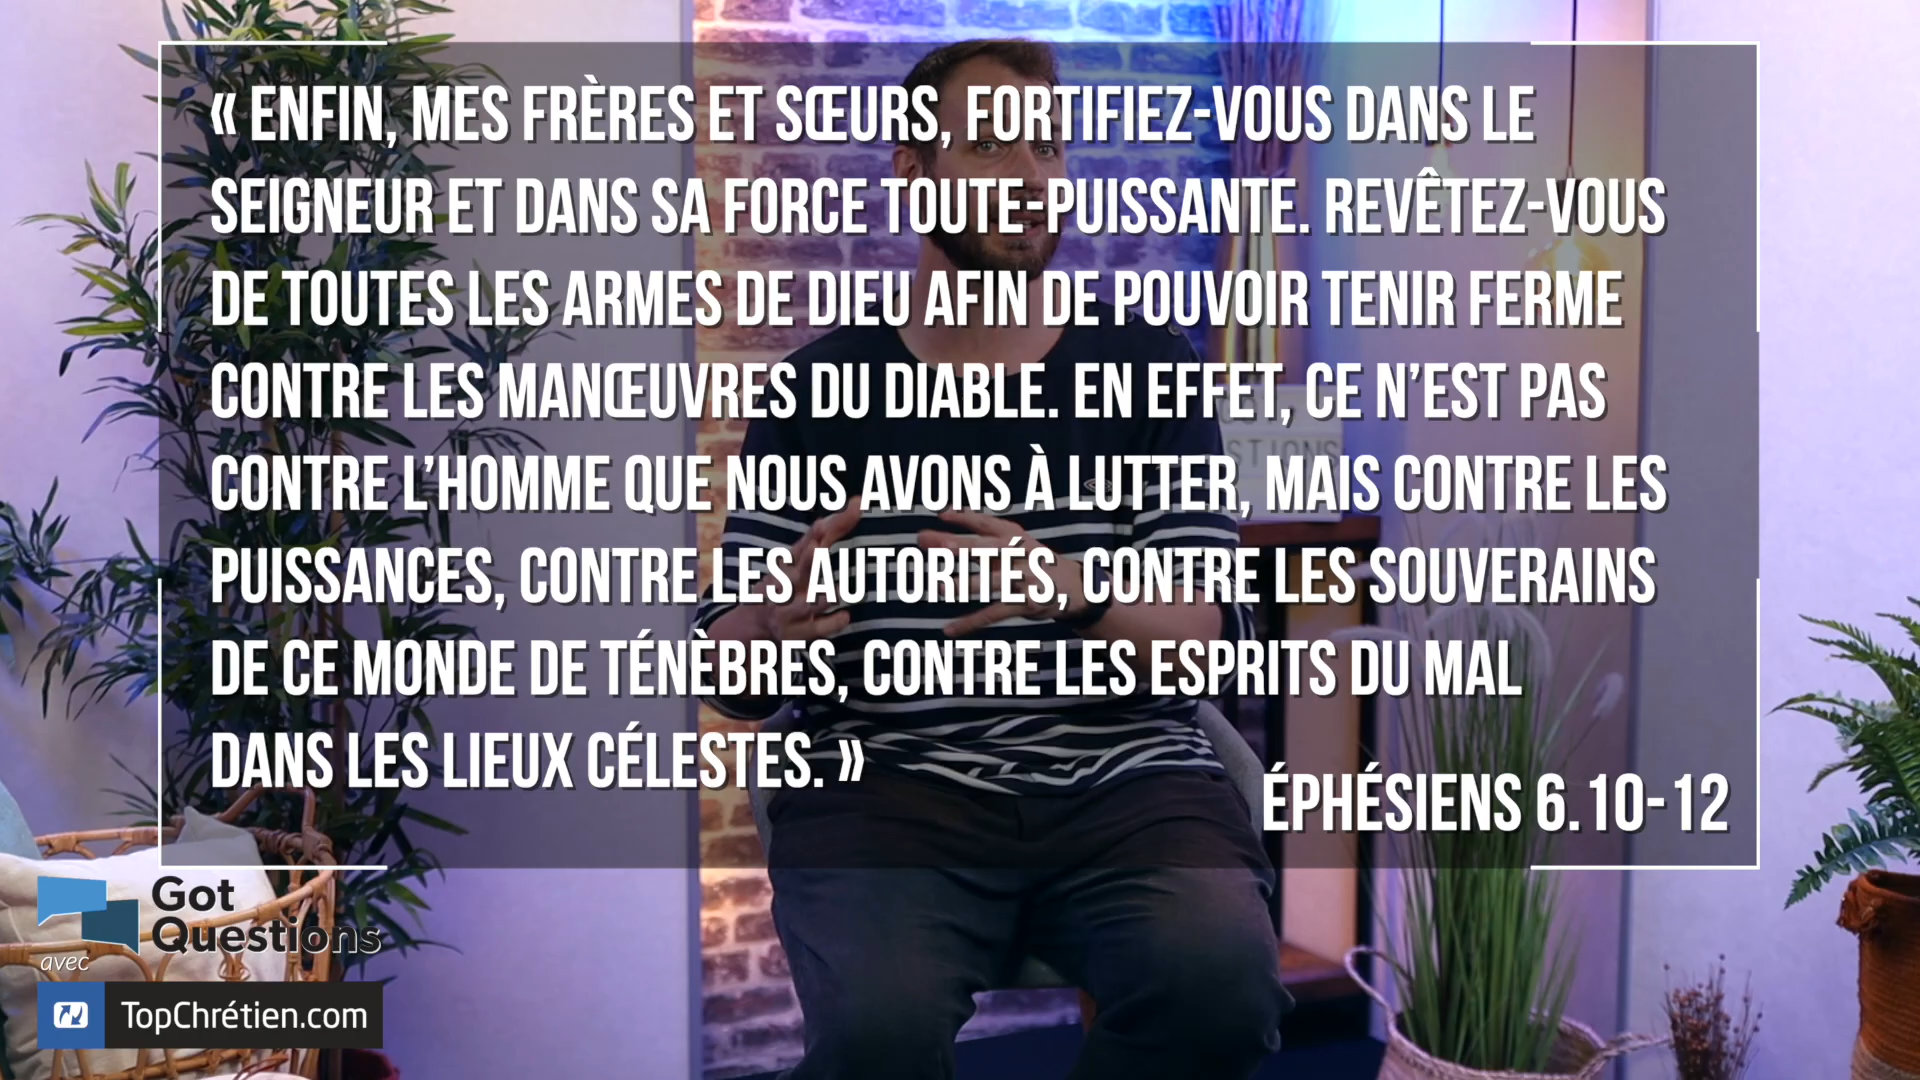 « ENFIN, MES FRÈRES ET SŒURS, FORTIFIEZ-VOUS DANS LE
SEIGNEUR ET DANS SA FORCE TOUTE-PUISSANTE. REVÊTEZ-VOUS
DE TOUTES LES ARMES DE DIEU AFIN DE POUVOIR TENIR FERME
CONTRE LES MANŒUVRES DU DIABLE. EN EFFET, CE N’EST PAS
CONTRE L’HOMME QUE NOUS AVONS À LUTTER, MAIS CONTRE LES
PUISSANCES, CONTRE LES AUTORITÉS, CONTRE LES SOUVERAINS
DE CE MONDE DE TÉNÈBRES, CONTRE LES ESPRITS DU MAL
DANS LES LIEUX CÉLESTES. »
ÉPHÉSIENS 6.10-12
Got
Questions
avec
TopChrétien.com